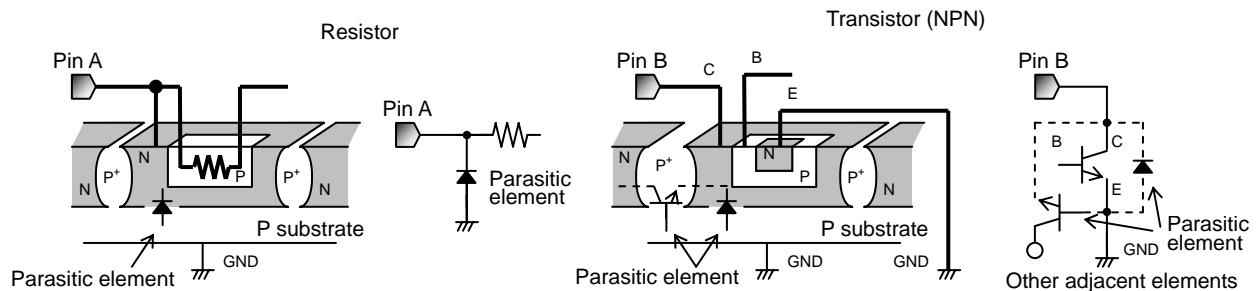 Resistor
Transistor (NPN)
Pin A
Pin A
N
N
P+
P
P+
N
Parasitic
element
P substrate
Parasitic element
GND
Pin B
C
B
E
N
P+
N
P
P+
N
P substrate
Parasitic element
GND
GND
Pin B
B
C
E
Parasitic
element
GND
Other adjacent elements